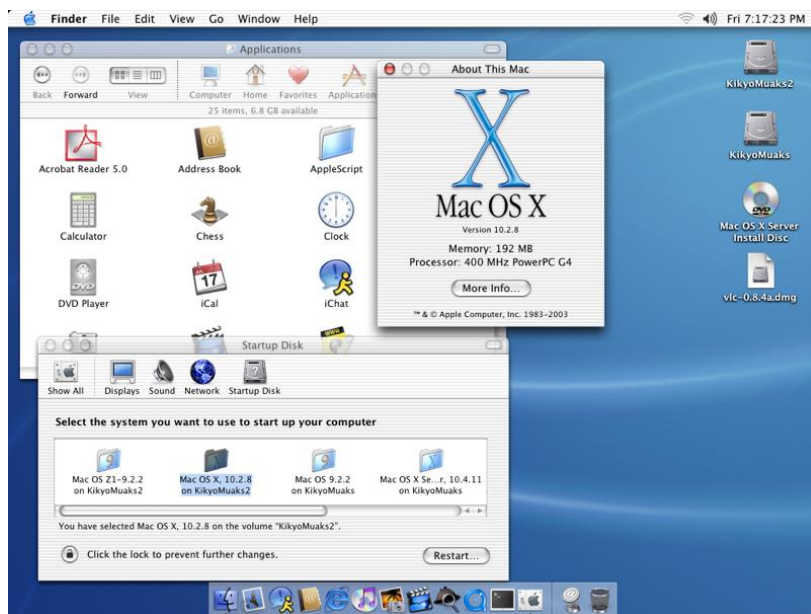 Finder File Edit View Go Window Help
Fri 7:17:23 PM
Applications
Back Forward View Computer Home Favorites Application
25 items, 6.8 GB available
Acrobat Reader 5.0 Address Book AppleScript
Calculator Chess Clock
17
DVD
DVD Player iCal iChat
WWW
About This Mac
X
Mac OS X
Version 10.2.8
Memory: 192 MB
Processor: 400 MHz PowerPC G4
More Info...
™ & © Apple Computer, Inc. 1983-2003
KikyoMuaks2
KikyoMuaks
DVD
Mac OS X Server
Install Disc
vlc-0.8.4a.dmg
Startup Disk
Show All Displays Sound Network Startup Disk
Select the system you want to use to start up your computer
Mac OS Z1-9.2.2 Mac OS X, 10.2.8 Mac OS 9.2.2 Mac OS X Se...r, 10.4.11
on KikyoMuaks2 on KikyoMuaks2 on KikyoMuaks on KikyoMuaks
You have selected Mac OS X, 10.2.8 on the volume "KikyoMuaks2".
Click the lock to prevent further changes.
Restart...